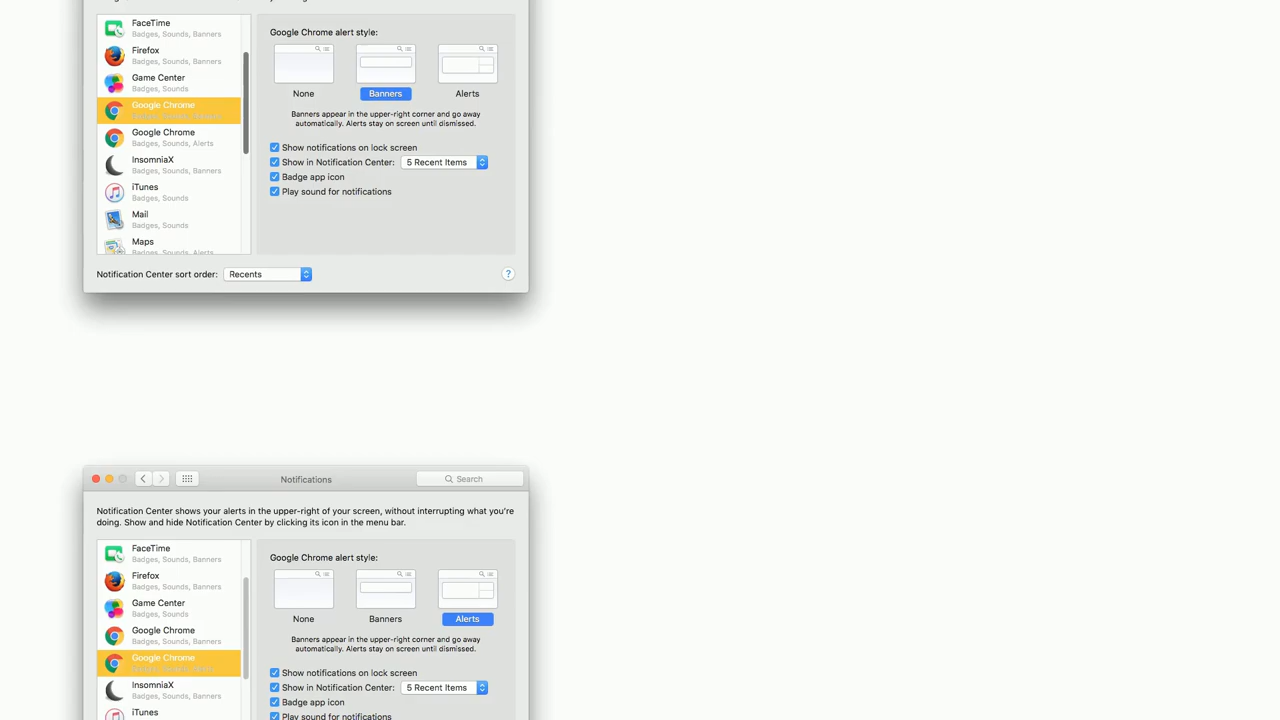 FaceTime
Badges, Sounds, Banners
Firefox
Badges, Sounds, Banners
Game Center
Badges, Sounds
Google Chrome
Badges, Sounds, Banners
Google Chrome
Badges, Sounds, Alerts
InsomniaX
Badges, Sounds, Banners
iTunes
Badges, Sounds
Mail
Badges, Sounds
Maps
Badges, Sounds, Alerts
Google Chrome alert style:
None
Banners
Alerts
Banners appear in the upper-right corner and go away
automatically. Alerts stay on screen until dismissed.
Show notifications on lock screen
Show in Notification Center: 5 Recent Items
Badge app icon
Play sound for notifications
Notification Center sort order: Recents ?
Notifications
Search
Notification Center shows your alerts in the upper-right of your screen, without interrupting what you're
doing. Show and hide Notification Center by clicking its icon in the menu bar.
FaceTime
Badges, Sounds, Banners
Firefox
Badges, Sounds, Banners
Game Center
Badges, Sounds
Google Chrome
Badges, Sounds, Banners
Google Chrome
Badges, Sounds, Alerts
InsomniaX
Badges, Sounds, Banners
iTunes
Google Chrome alert style:
None
Banners
Alerts
Banners appear in the upper-right corner and go away
automatically. Alerts stay on screen until dismissed.
Show notifications on lock screen
Show in Notification Center: 5 Recent Items
Badge app icon
Play sound for notifications